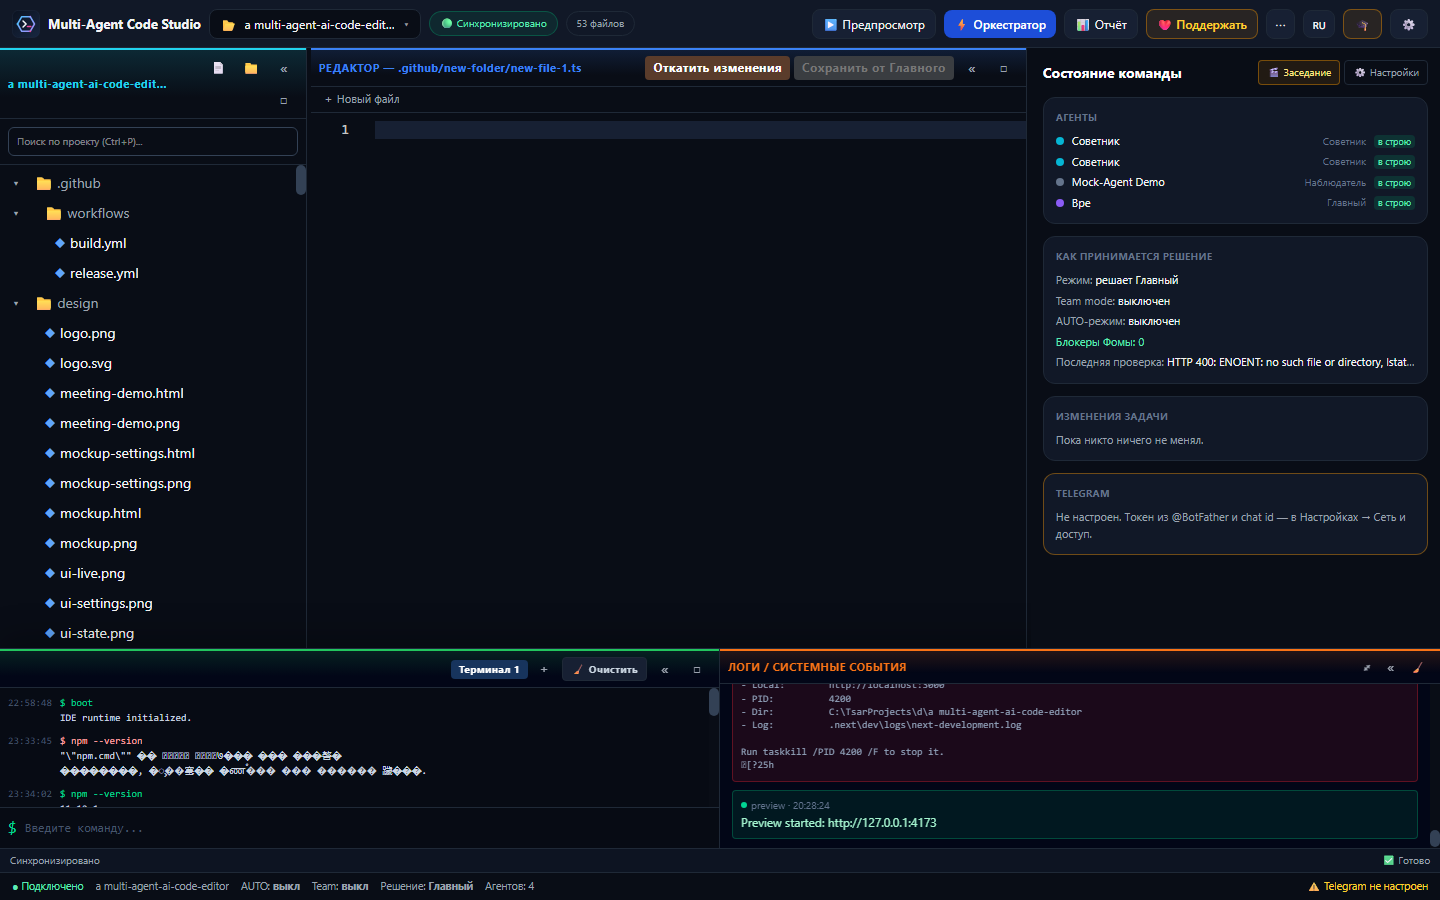 Multi-Agent Code Studio
a multi-agent-ai-code-edit...
Синхронизировано
53 файлов
Предпросмотр
Оркестратор
Отчёт
Поддержать
RU
a multi-agent-ai-code-edit...
Поиск по проекту (Ctrl+P)...
.github
workflows
build.yml
release.yml
design
logo.png
logo.svg
meeting-demo.html
meeting-demo.png
mockup-settings.html
mockup-settings.png
mockup.html
mockup.png
ui-live.png
ui-settings.png
ui-state.png
РЕДАКТОР — .github/new-folder/new-file-1.ts
Откатить изменения
Сохранить от Главного
+ Новый файл
1
Состояние команды
Заседание
Настройки
АГЕНТЫ
Советник Советник в строю
Советник Советник в строю
Mock-Agent Demo Наблюдатель в строю
Вре Главный в строю
КАК ПРИНИМАЕТСЯ РЕШЕНИЕ
Режим: решает Главный
Team mode: выключен
AUTO-режим: выключен
Блокеры Фомы: 0
Последняя проверка: HTTP 400: ENOENT: no such file or directory, lstat...
ИЗМЕНЕНИЯ ЗАДАЧИ
Пока никто ничего не менял.
TELEGRAM
Не настроен. Токен из @BotFather и chat id — в Настройках → Сеть и
доступ.
Терминал 1
+
Очистить
22:58:48 $ boot
IDE runtime initialized.
23:33:45 $ npm --version
"\"npm.cmd\""
23:34:02 $ npm --version
$ Введите команду...
ЛОГИ / СИСТЕМНЫЕ СОБЫТИЯ
- Local: http://localhost:3000
- PID: 4200
- Dir: C:\TsarProjects\d\a multi-agent-ai-code-editor
- Log: .next\dev\logs\next-development.log
Run taskkill /PID 4200 /F to stop it.
[?25h
preview · 20:28:24
Preview started: http://127.0.0.1:4173
Синхронизировано
Готово
Подключено a multi-agent-ai-code-editor AUTO: выкл Team: выкл Решение: Главный Агентов: 4
Telegram не настроен